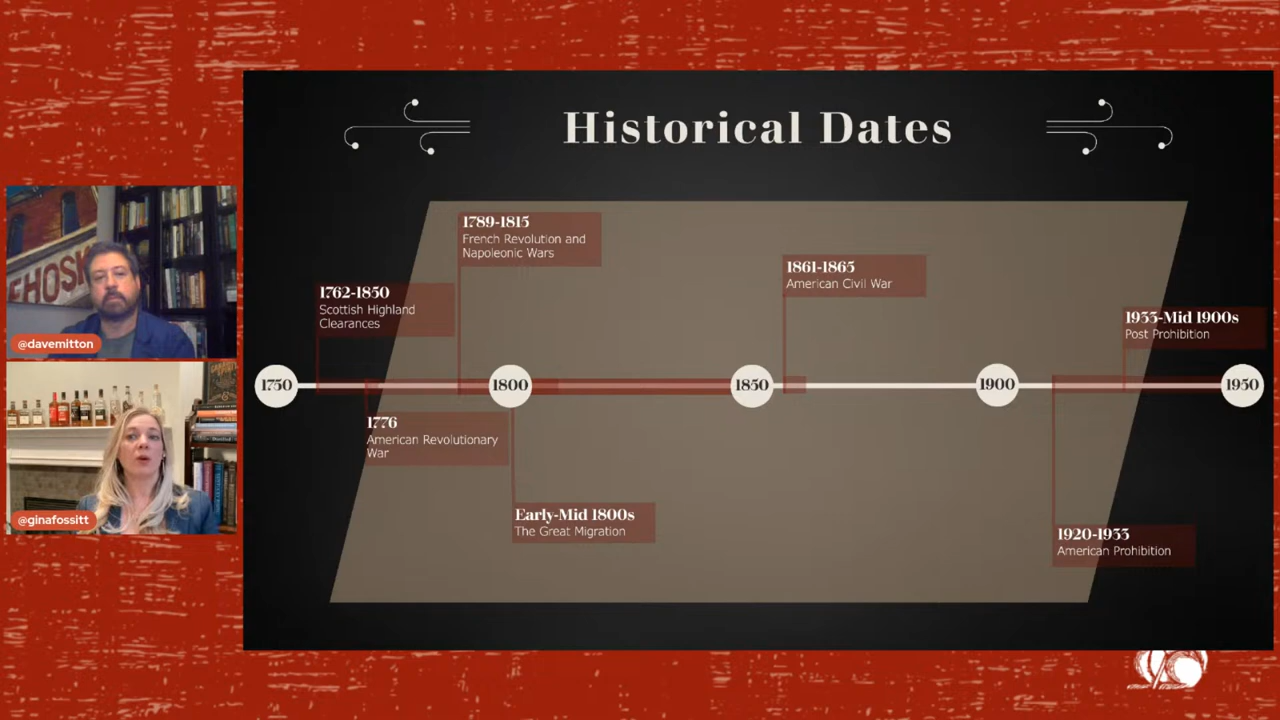 Historical Dates
1789-1815
French Revolution and
Napoleonic Wars
1861-1865
American Civil War
1762-1850
Scottish Highland
Clearances
1933-Mid 1900s
Post Prohibition
1750
1800
1850
1900
1950
1776
American Revolutionary
War
Early-Mid 1800s
The Great Migration
1920-1933
American Prohibition
EHOSK
@davemitton
@ginafossitt